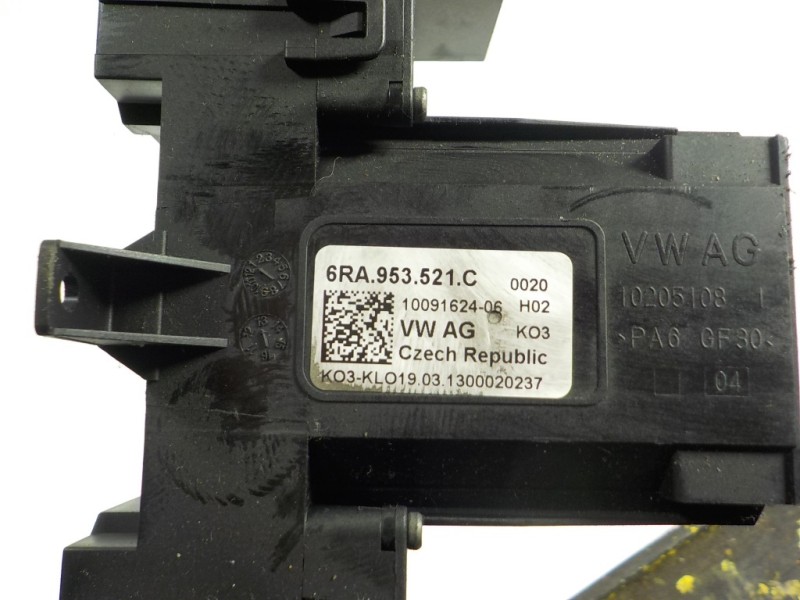 6RA.953.521.C 0020
10091624-06 H02
VW AG KO3
Czech Republic
KO3-KLO19.03.1300020237
VW AG
10205108 1
>PA6 GF30<
04